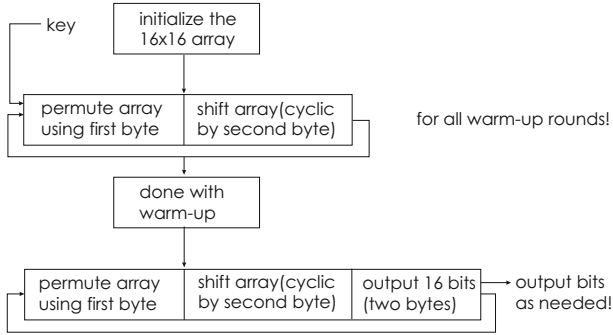 initialize the
16x16 array
key
permute array
using first byte
shift array(cyclic
by second byte)
for all warm-up rounds!
done with
warm-up
permute array
using first byte
shift array(cyclic
by second byte)
output 16 bits
(two bytes)
output bits
as needed!